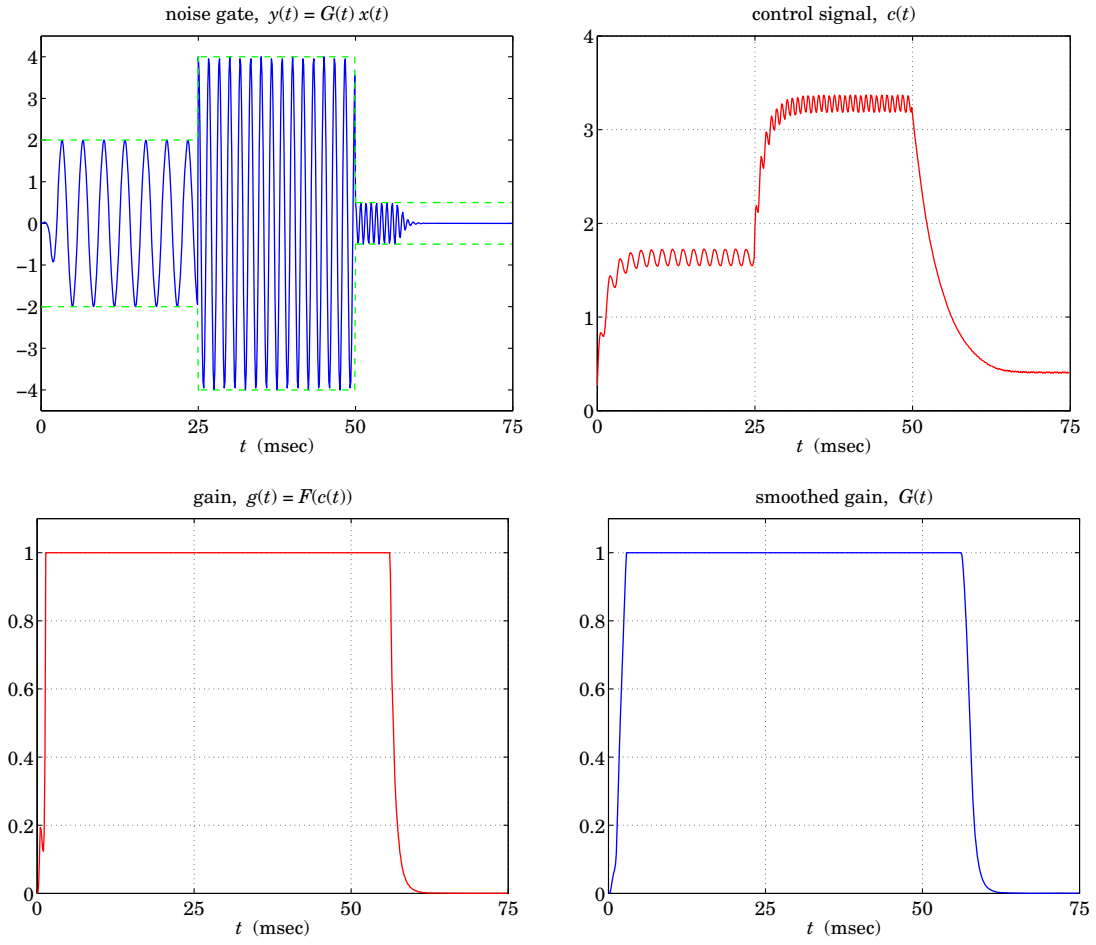 noise gate, y(t) = G(t) x(t)
4
3
2
1
0
−1
−2
−3
−4
0 25 50 75
t (msec)
control signal, c(t)
4
3
2
1
0
0 25 50 75
t (msec)
gain, g(t) = F(c(t))
1
0.8
0.6
0.4
0.2
0
0 25 50 75
t (msec)
smoothed gain, G(t)
1
0.8
0.6
0.4
0.2
0
0 25 50 75
t (msec)